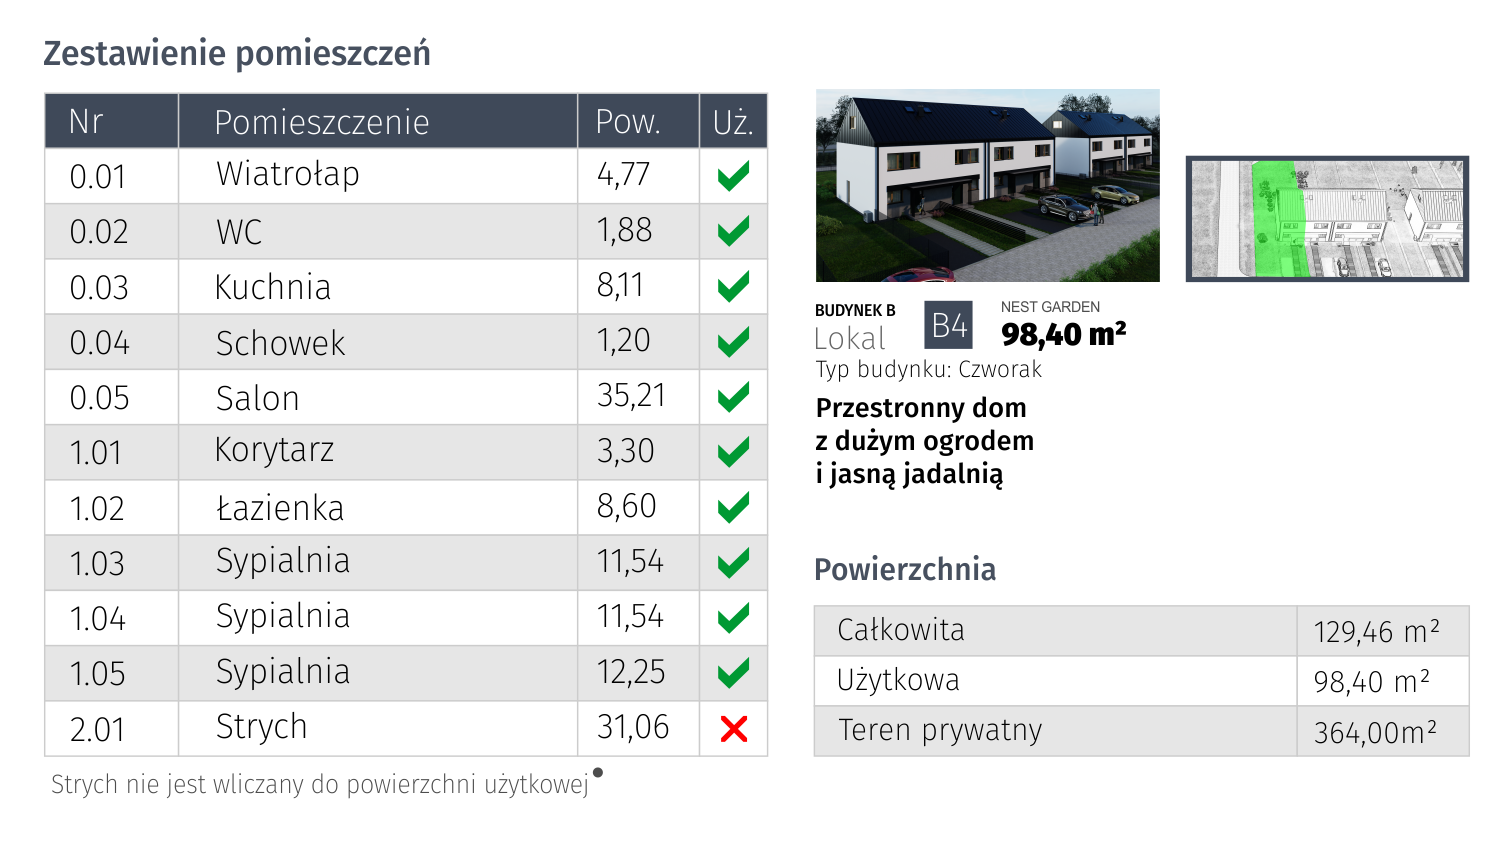 Zestawienie pomieszczeń
Nr Pomieszczenie Pow. Uż.
0.01 Wiatrołap 4,77
0.02 WC 1,88
0.03 Kuchnia 8,11
0.04 Schowek 1,20
0.05 Salon 35,21
1.01 Korytarz 3,30
1.02 Łazienka 8,60
1.03 Sypialnia 11,54
1.04 Sypialnia 11,54
1.05 Sypialnia 12,25
2.01 Strych 31,06
Strych nie jest wliczany do powierzchni użytkowej
BUDYNEK B
Lokal B4
NEST GARDEN
98,40 m²
Typ budynku: Czworak
Przestronny dom
z dużym ogrodem
i jasną jadalnią
Powierzchnia
Całkowita 129,46 m²
Użytkowa 98,40 m²
Teren prywatny 364,00m²